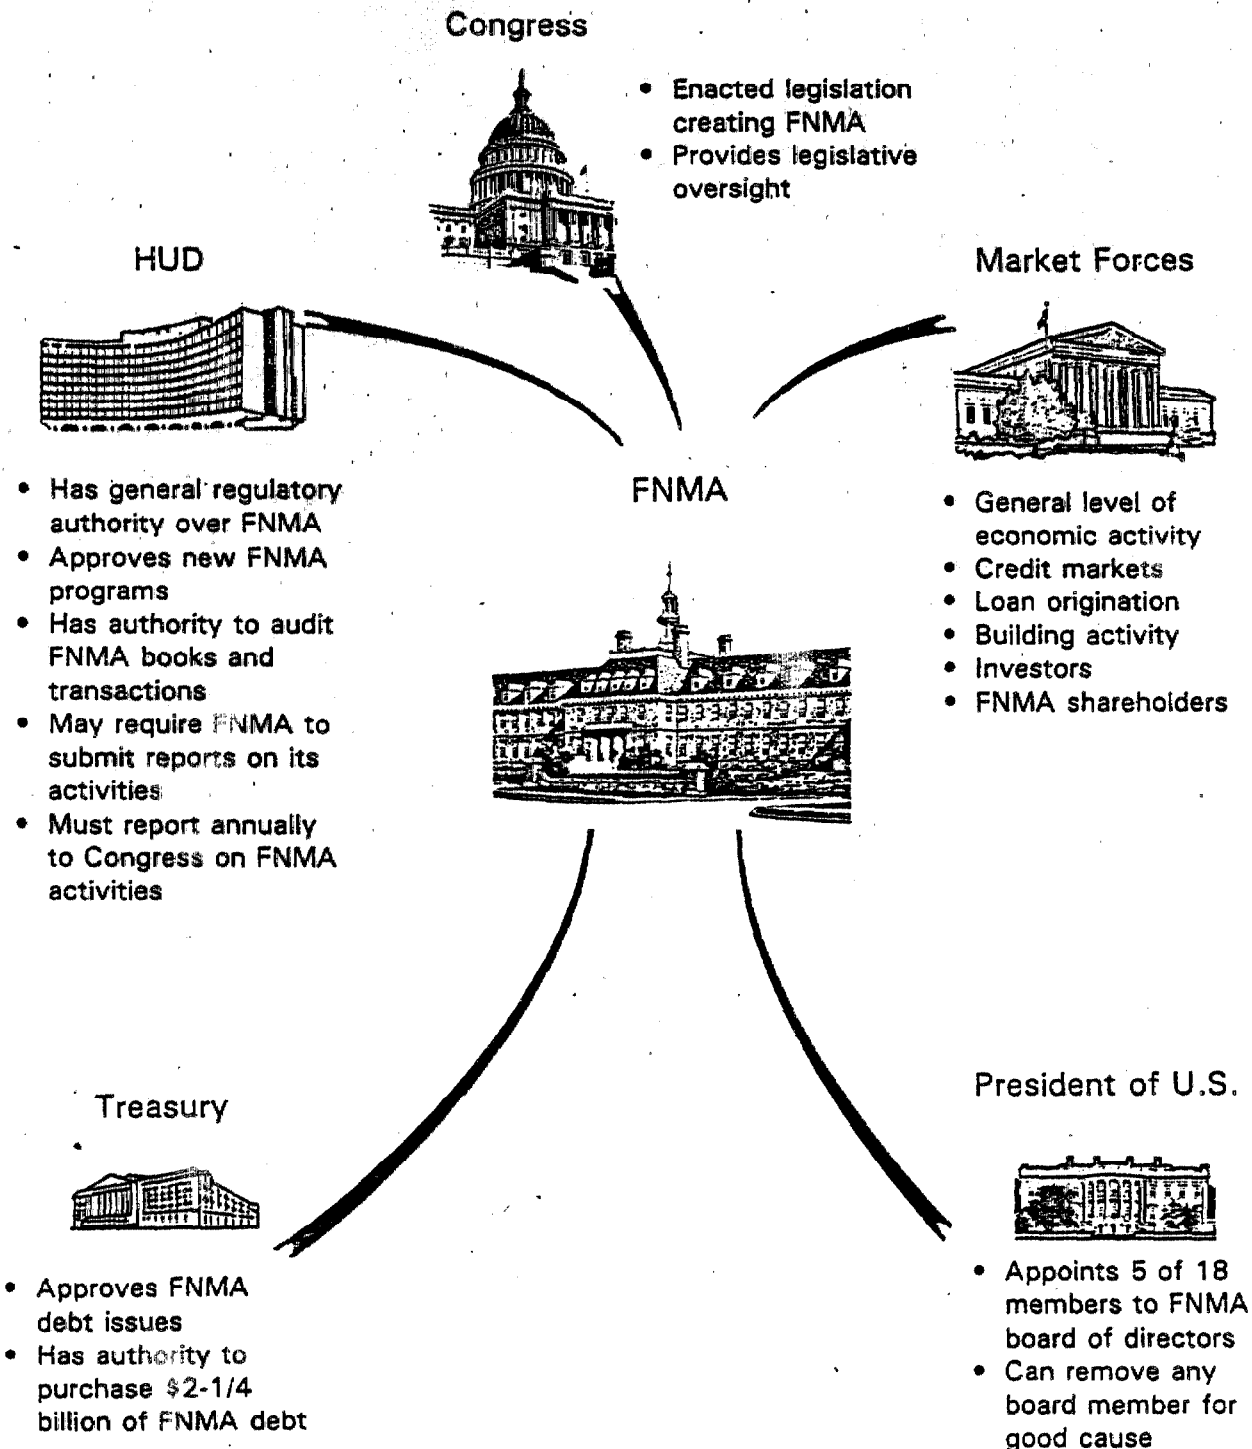 Congress
• Enacted legislation
creating FNMA
• Provides legislative
oversight
HUD
• Has general regulatory
authority over FNMA
• Approves new FNMA
programs
• Has authority to audit
FNMA books and
transactions
• May require FNMA to
submit reports on its
activities
• Must report annually
to Congress on FNMA
activities
Market Forces
• General level of
economic activity
• Credit markets
• Loan origination
• Building activity
• Investors
• FNMA shareholders
FNMA
Treasury
• Approves FNMA
debt issues
• Has authority to
purchase $2-1/4
billion of FNMA debt
President of U.S.
• Appoints 5 of 18
members to FNMA
board of directors
• Can remove any
board member for
good cause